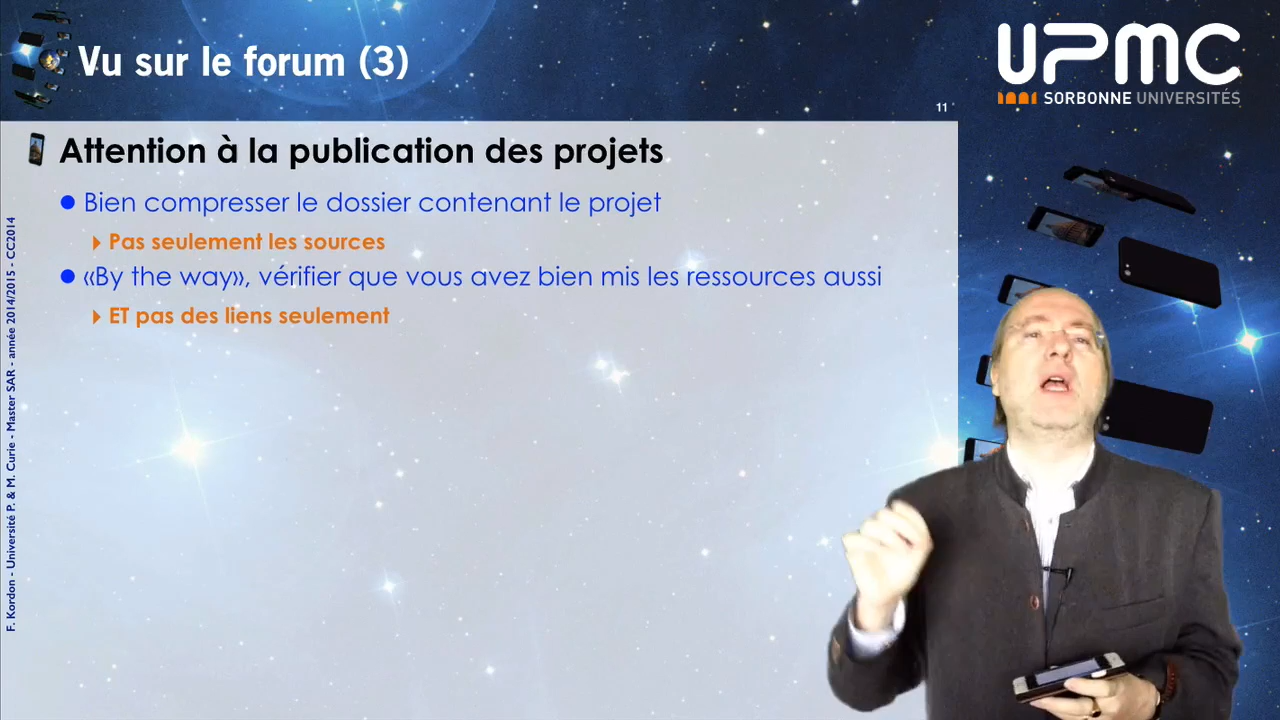 Vu sur le forum (3)
UPMC
SORBONNE UNIVERSITÉS
11
Attention à la publication des projets
Bien compresser le dossier contenant le projet
Pas seulement les sources
«By the way», vérifier que vous avez bien mis les ressources aussi
ET pas des liens seulement
F. Kordon - Université P. & M. Curie - Master SAR - année 2014/2015 - CC2014